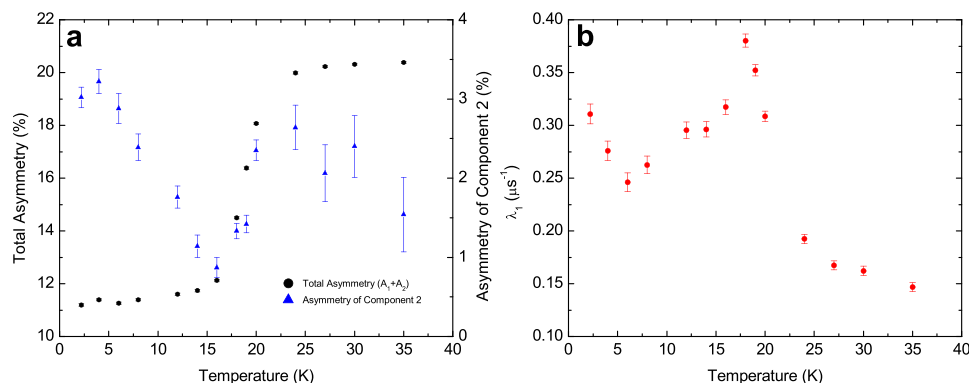 a
22
20
18
16
14
12
10
Total Asymmetry (%)
4
3
2
1
0
Asymmetry of Component 2 (%)
Total Asymmetry (A₁+A₂)
Asymmetry of Component 2
0 5 10 15 20 25 30 35 40
Temperature (K)
b
0.40
0.35
0.30
0.25
0.20
0.15
0.10
λ₁ (μs⁻¹)
0 5 10 15 20 25 30 35 40
Temperature (K)